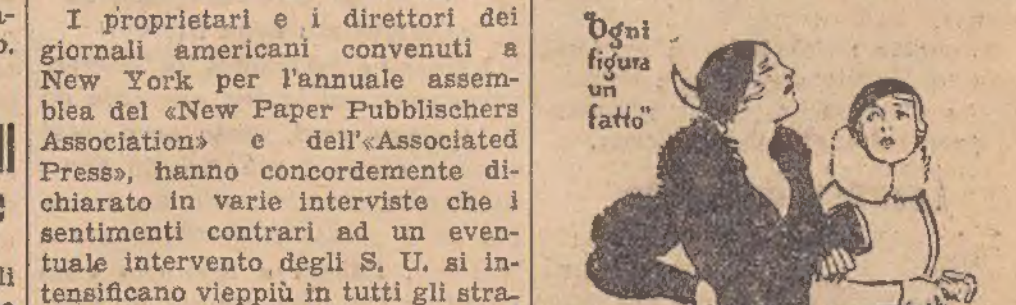 I proprietari e i direttori dei
giornali americani convenuti a
New York per l'annuale assem-
blea del «New Paper Pubblischers
Association» e dell'«Associated
Press», hanno concordemente di-
chiarato in varie interviste che i
sentimenti contrari ad un even-
tuale intervento degli S. U. si in-
tensificano vieppiù in tutti gli stra-
"Ogni
figura
un
fatto"